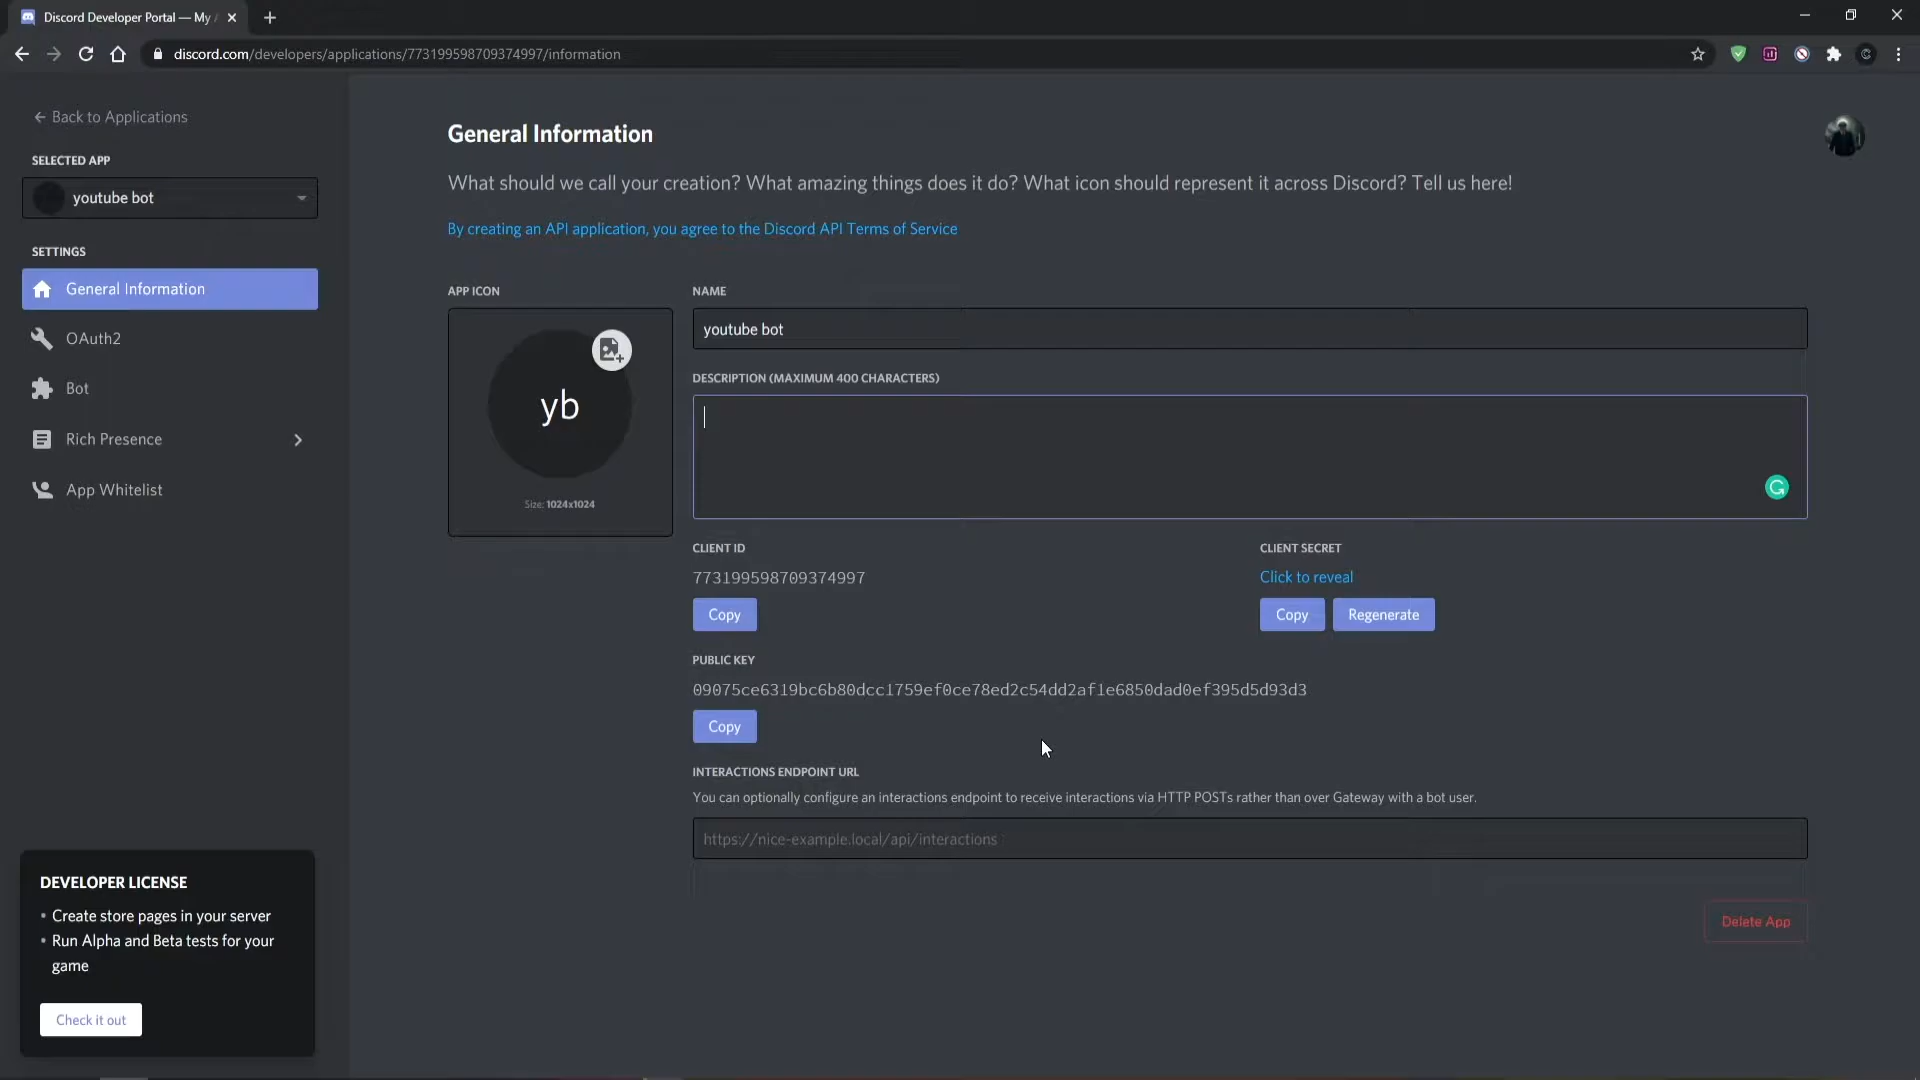 Discord Developer Portal — My A
discord.com/developers/applications/773199598709374997/information
← Back to Applications
SELECTED APP
youtube bot
SETTINGS
General Information
OAuth2
Bot
Rich Presence
App Whitelist
DEVELOPER LICENSE
• Create store pages in your server
• Run Alpha and Beta tests for your
game
Check it out
General Information
What should we call your creation? What amazing things does it do? What icon should represent it across Discord? Tell us here!
By creating an API application, you agree to the Discord API Terms of Service
APP ICON
yb
Size: 1024x1024
NAME
youtube bot
DESCRIPTION (MAXIMUM 400 CHARACTERS)
CLIENT ID
773199598709374997
Copy
CLIENT SECRET
Click to reveal
Copy Regenerate
PUBLIC KEY
09075ce6319bc6b80dcc1759ef0ce78ed2c54dd2af1e6850dad0ef395d5d93d3
Copy
INTERACTIONS ENDPOINT URL
You can optionally configure an interactions endpoint to receive interactions via HTTP POSTs rather than over Gateway with a bot user.
https://nice-example.local/api/interactions
Delete App